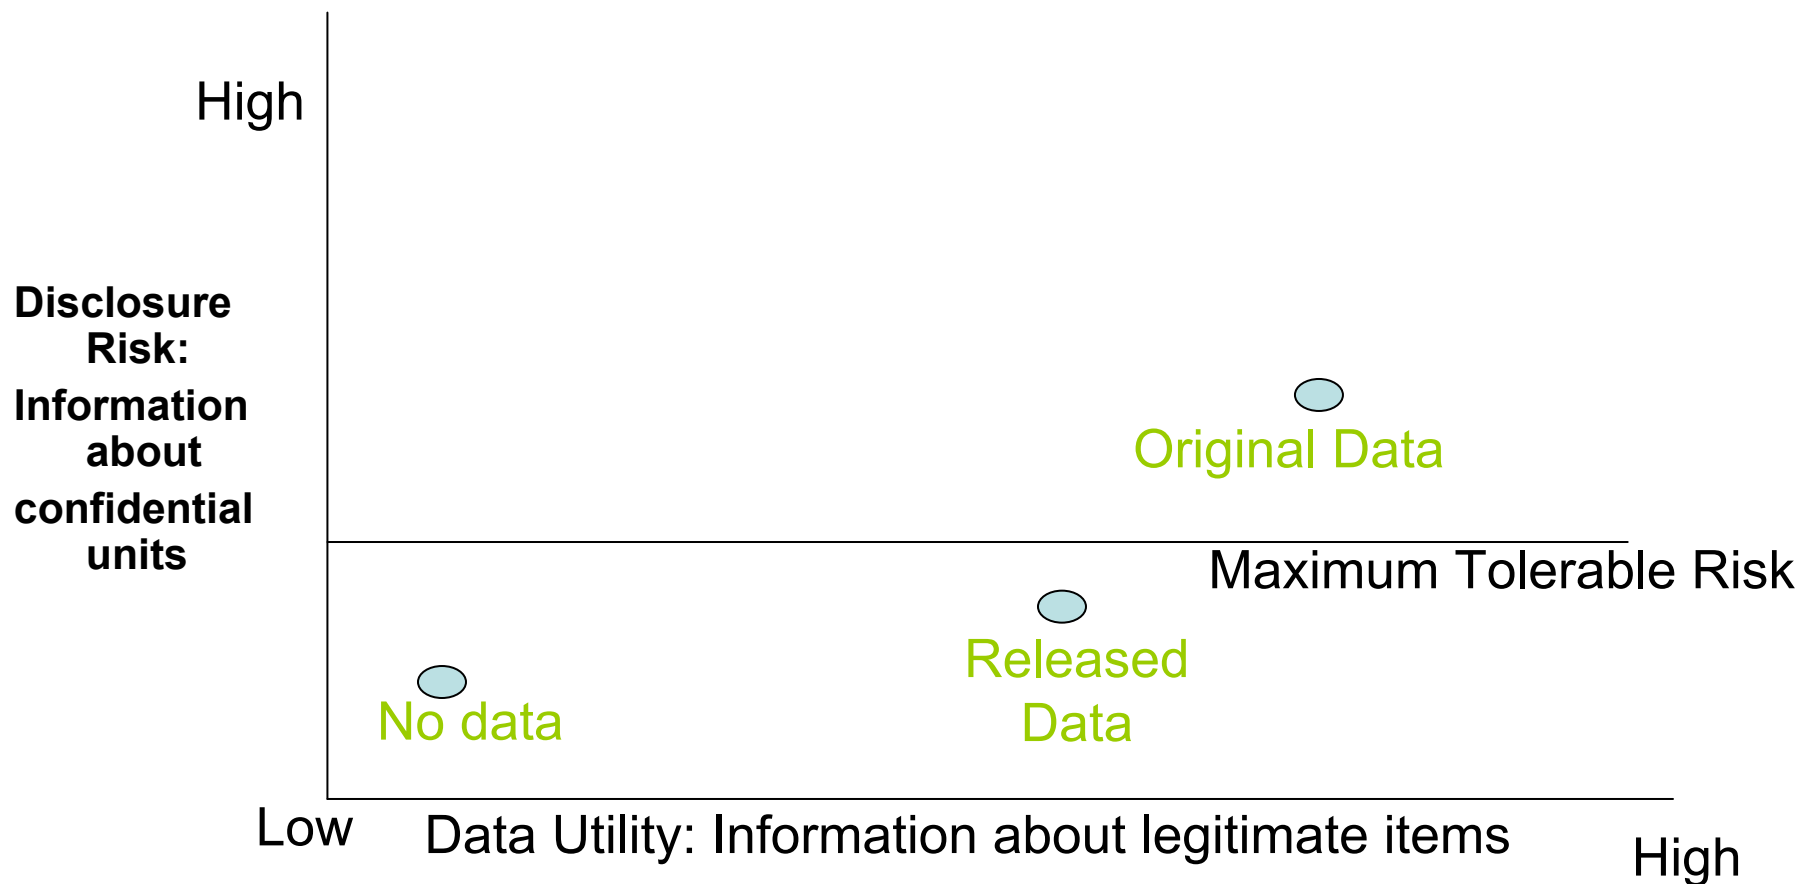 High
Disclosure
Risk:
Information
about
confidential
units
Original Data
Maximum Tolerable Risk
Released
Data
No data
Low
Data Utility: Information about legitimate items
High